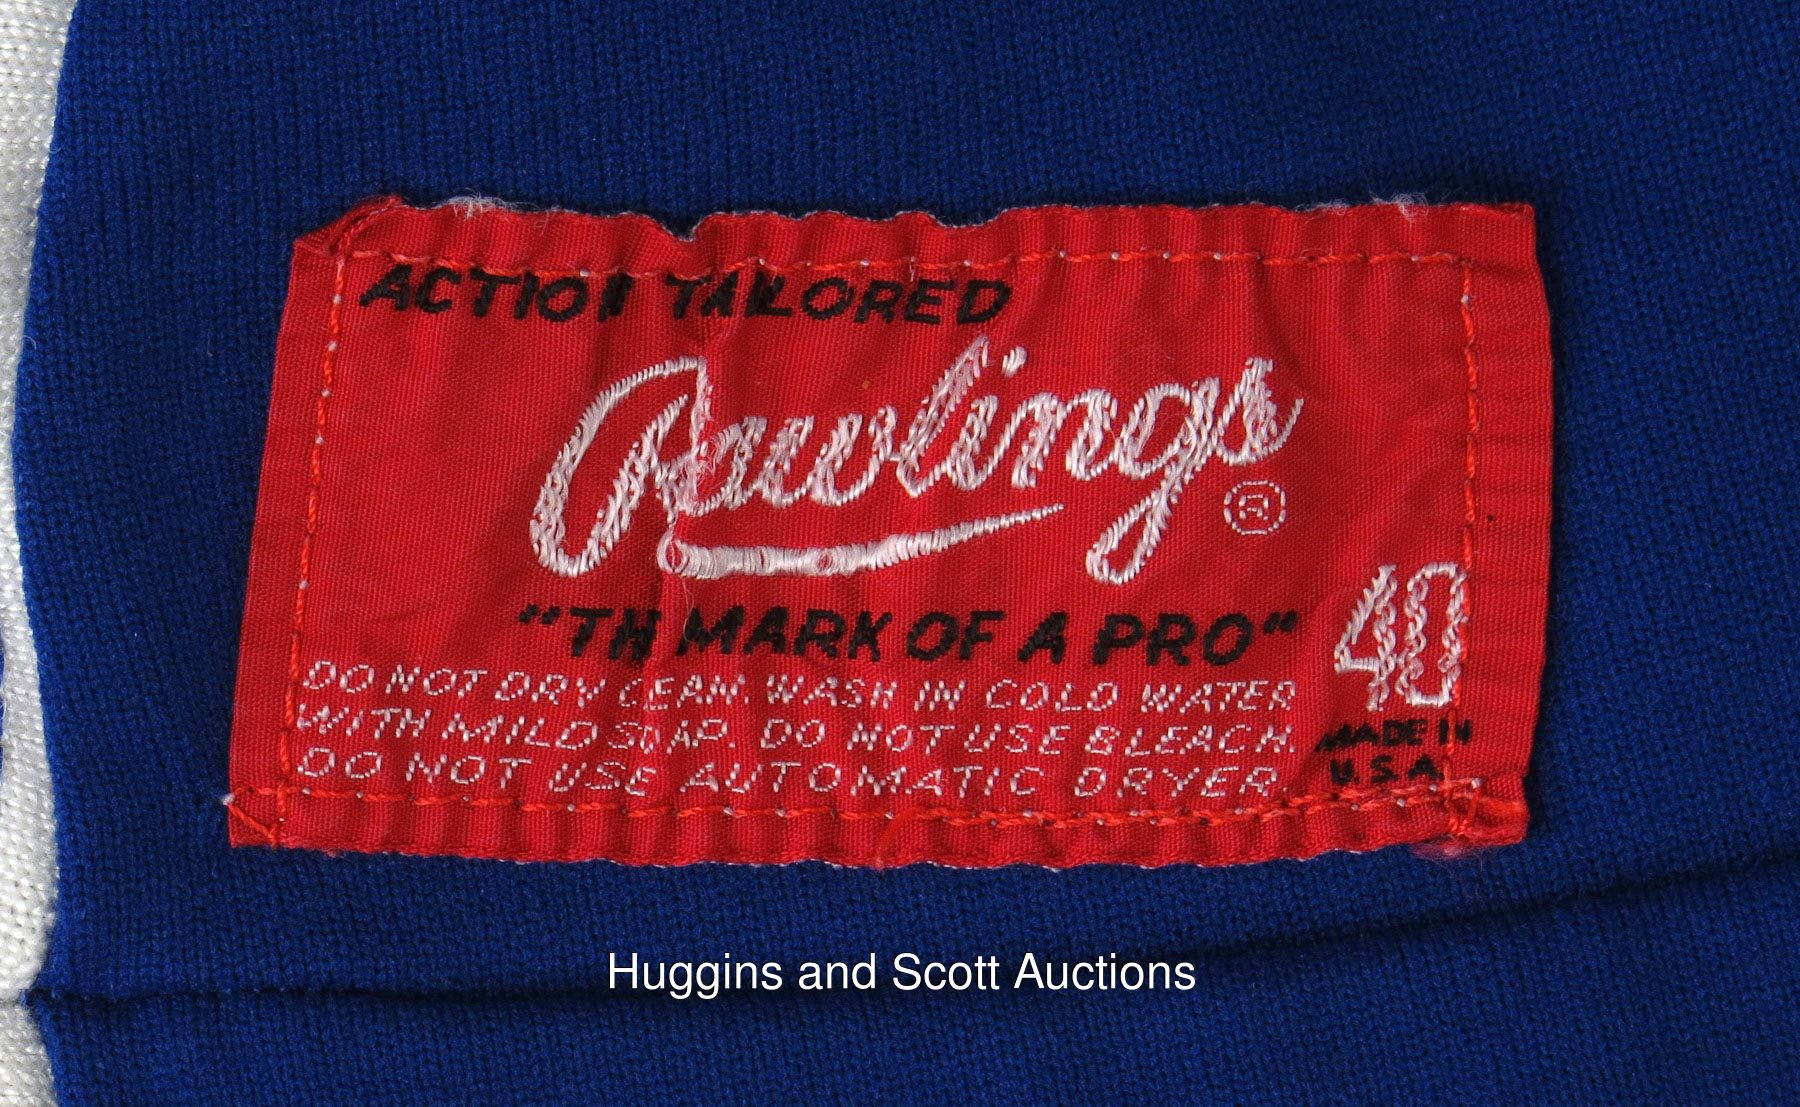 ACTION TAILORED
Rawlings ®
"TH MARK OF A PRO"
40
DO NOT DRY CEAN. WASH IN COLD WATER
WITH MILD SOAP. DO NOT USE BLEACH.
DO NOT USE AUTOMATIC DRYER.
MADE IN
U.S.A.
Huggins and Scott Auctions